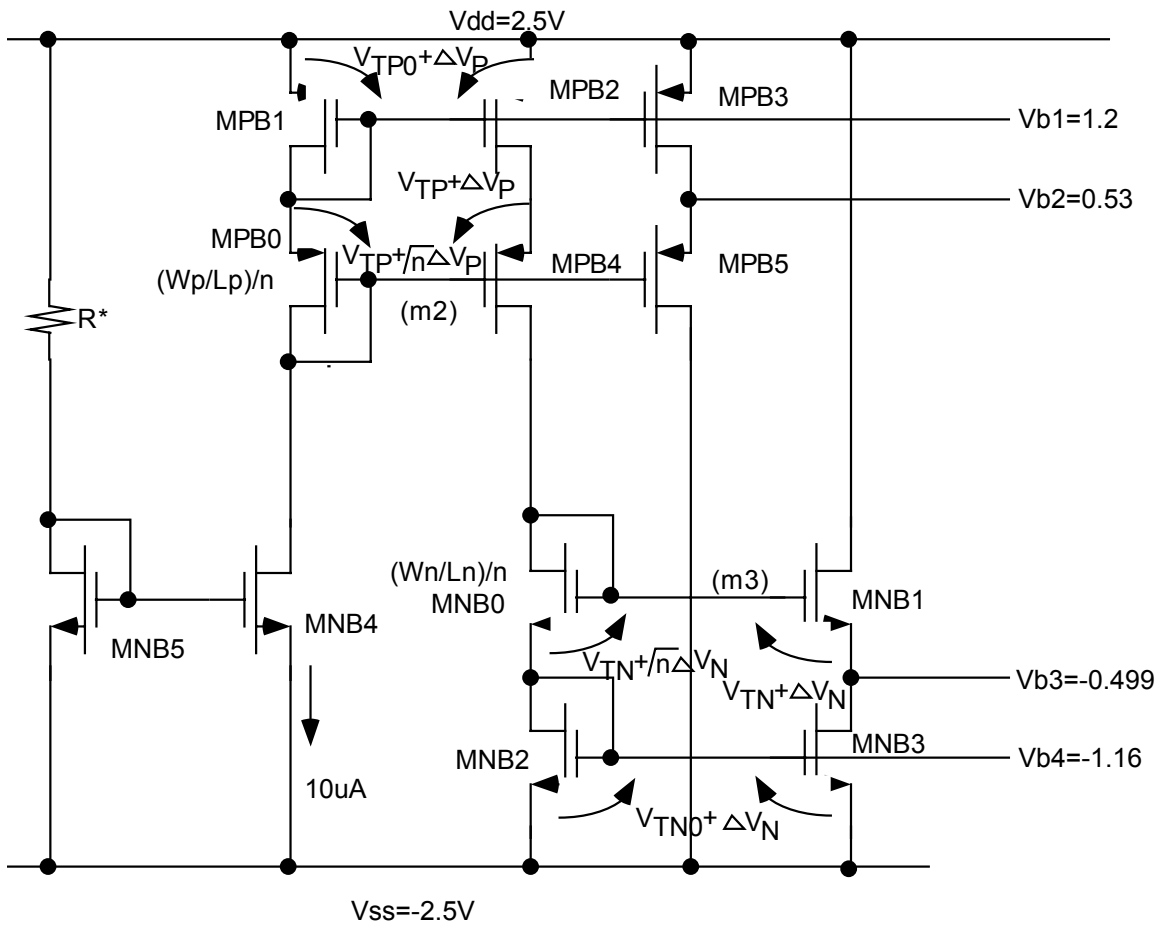 Vdd=2.5V
VTP0+△VP
MPB1
MPB2
MPB3
Vb1=1.2
VTP+△VP
Vb2=0.53
MPB0
(Wp/Lp)/n
VTP+√n△VP
(m2)
MPB4
MPB5
R*
MNB5
MNB4
(Wn/Ln)/n
MNB0
(m3)
MNB1
VTN+√n△VN
VTN+△VN
Vb3=-0.499
MNB2
MNB3
Vb4=-1.16
10uA
VTN0+△VN
Vss=-2.5V